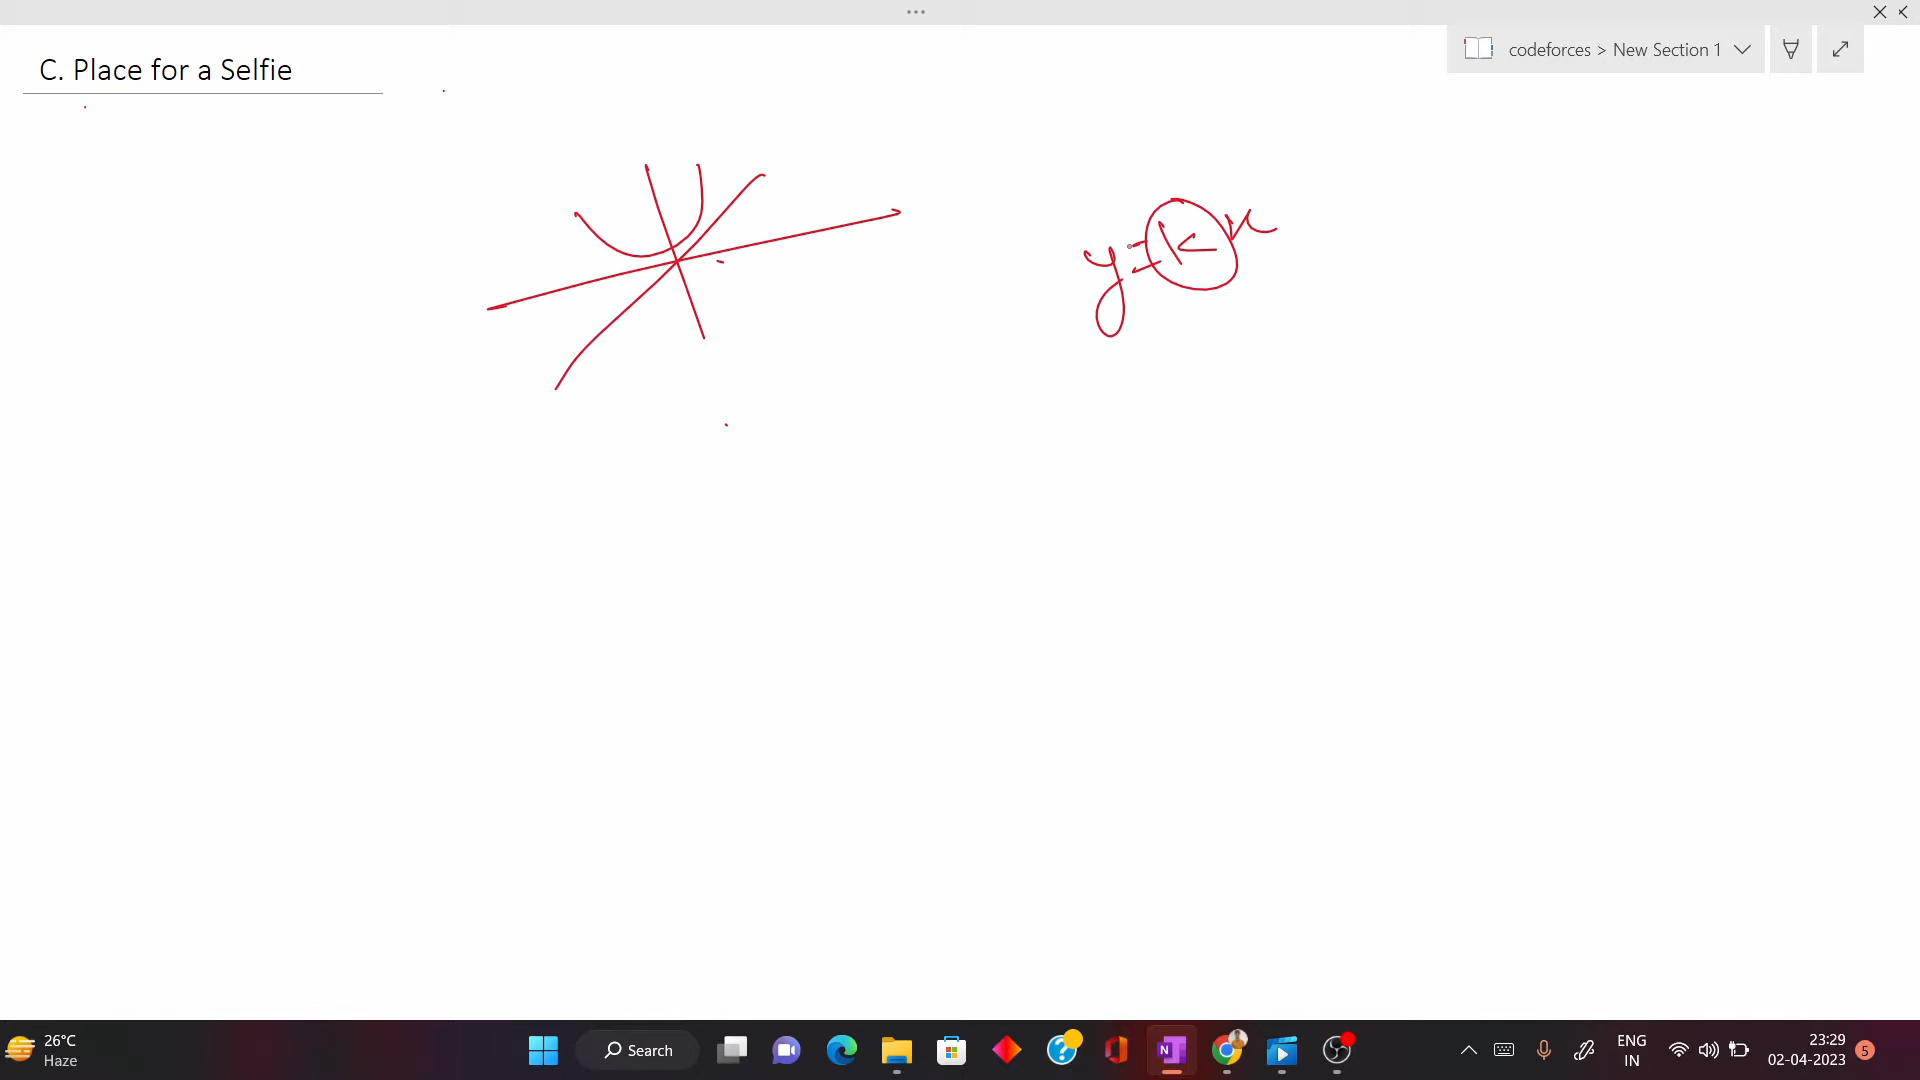 codeforces > New Section 1
C. Place for a Selfie
y = kx
26°C
Haze
Search
ENG
IN
23:29
02-04-2023
5